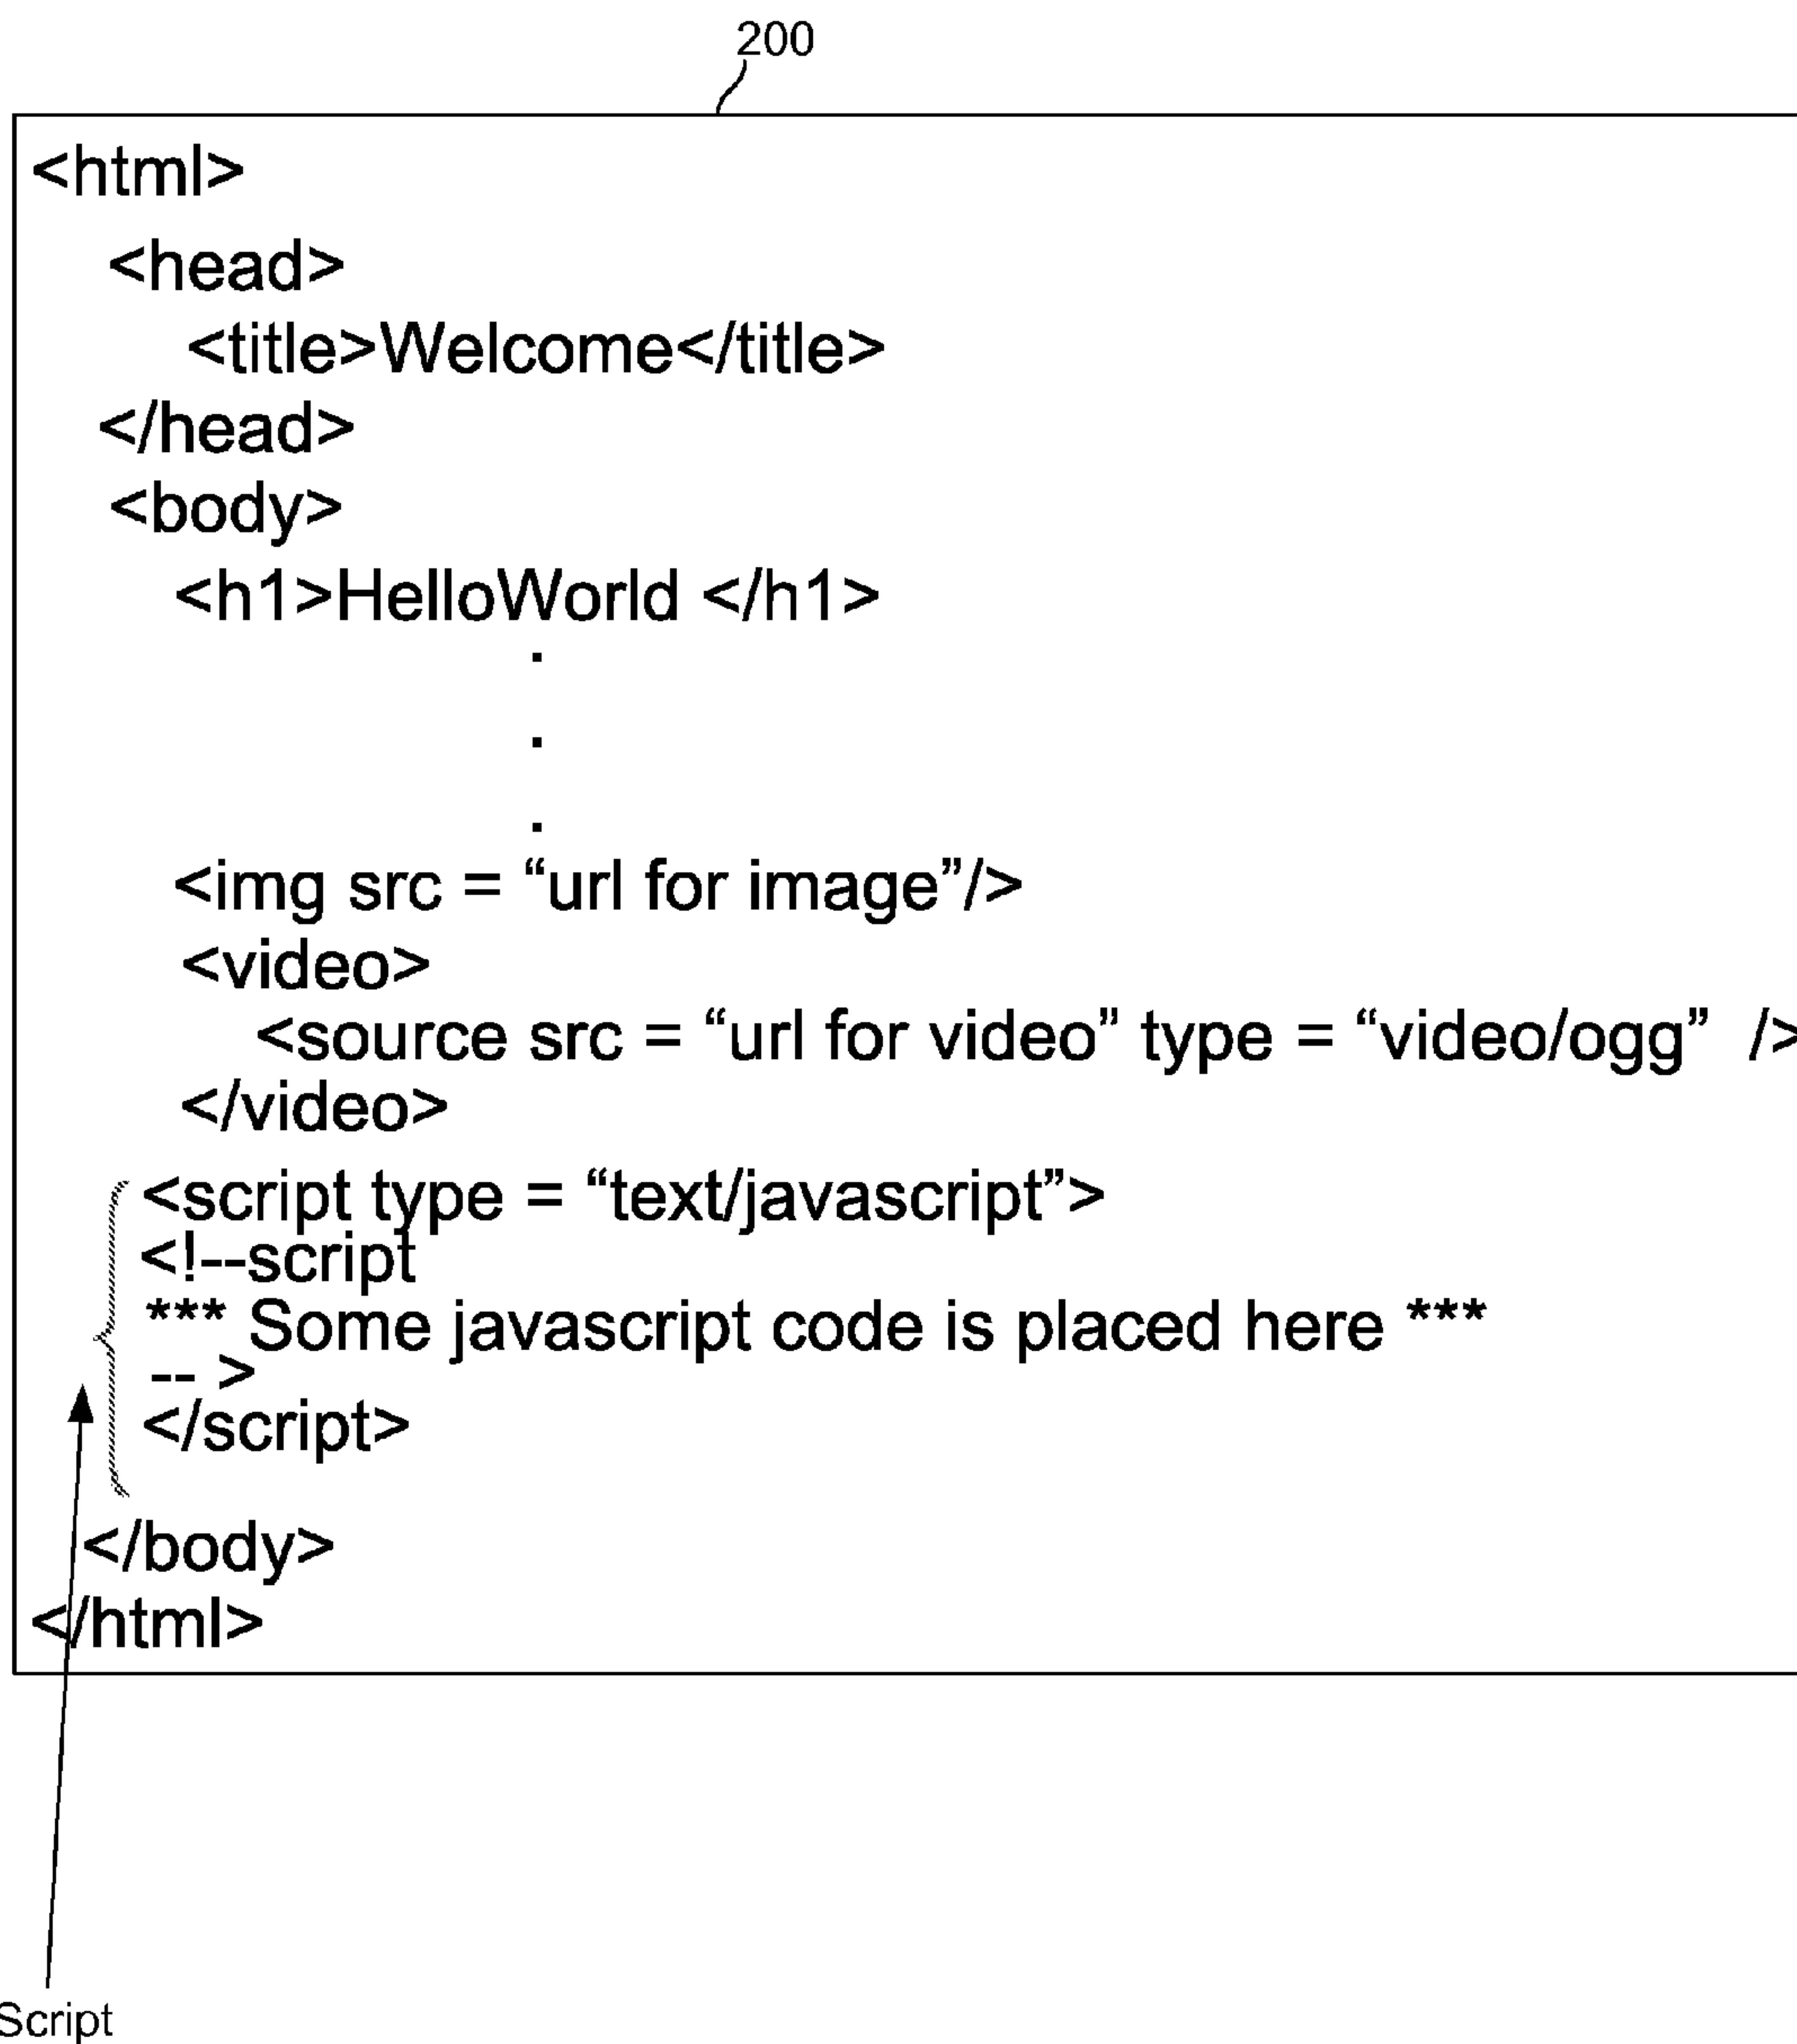 200
<html>
<head>
<title>Welcome</title>
</head>
<body>
<h1>HelloWorld </h1>
.
.
.
<img src = “url for image”/>
<video>
<source src = “url for video” type = “video/ogg” />
</video>
<script type = “text/javascript”>
<!--script
*** Some javascript code is placed here ***
-- >
</script>
</body>
</html>
Script